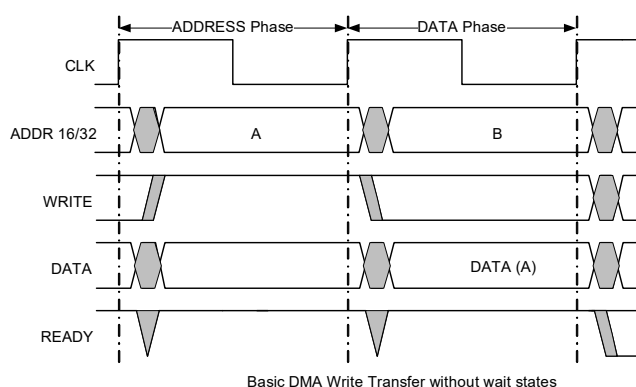 ADDRESS Phase DATA Phase
CLK
ADDR 16/32 A B
WRITE
DATA DATA (A)
READY
Basic DMA Write Transfer without wait states